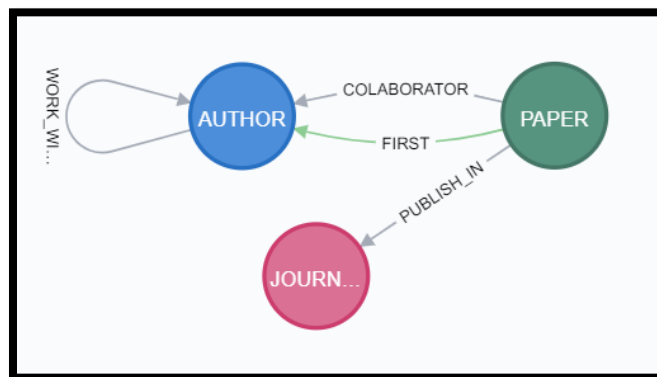 WORK_WI...
AUTHOR
COLABORATOR
FIRST
PAPER
PUBLISH_IN
JOURN...